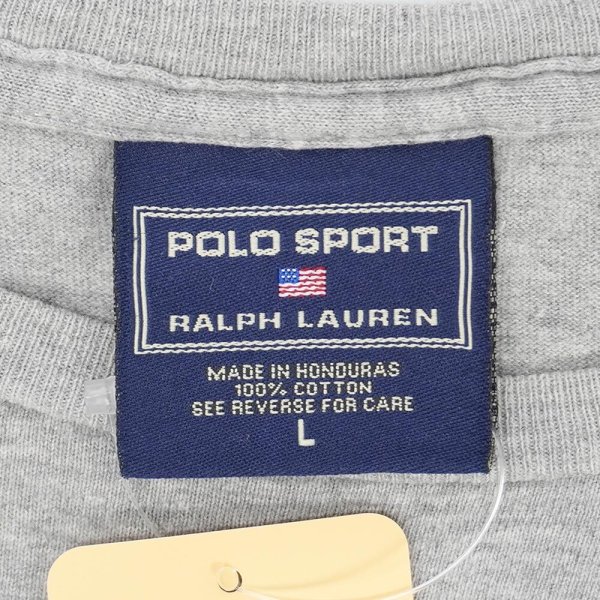 POLO SPORT
RALPH LAUREN
MADE IN HONDURAS
100% COTTON
SEE REVERSE FOR CARE
L